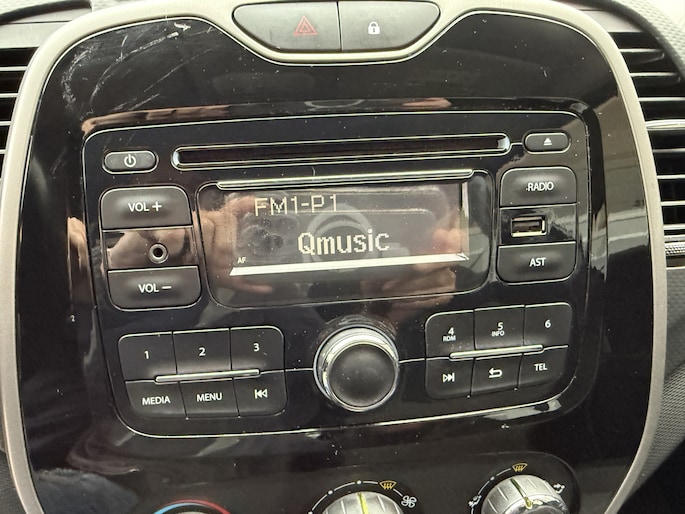 FM1-P1
Qmusic
AF
VOL +
VOL −
RADIO
AST
1
2
3
MEDIA
MENU
4
RDM
5
INFO
6
TEL